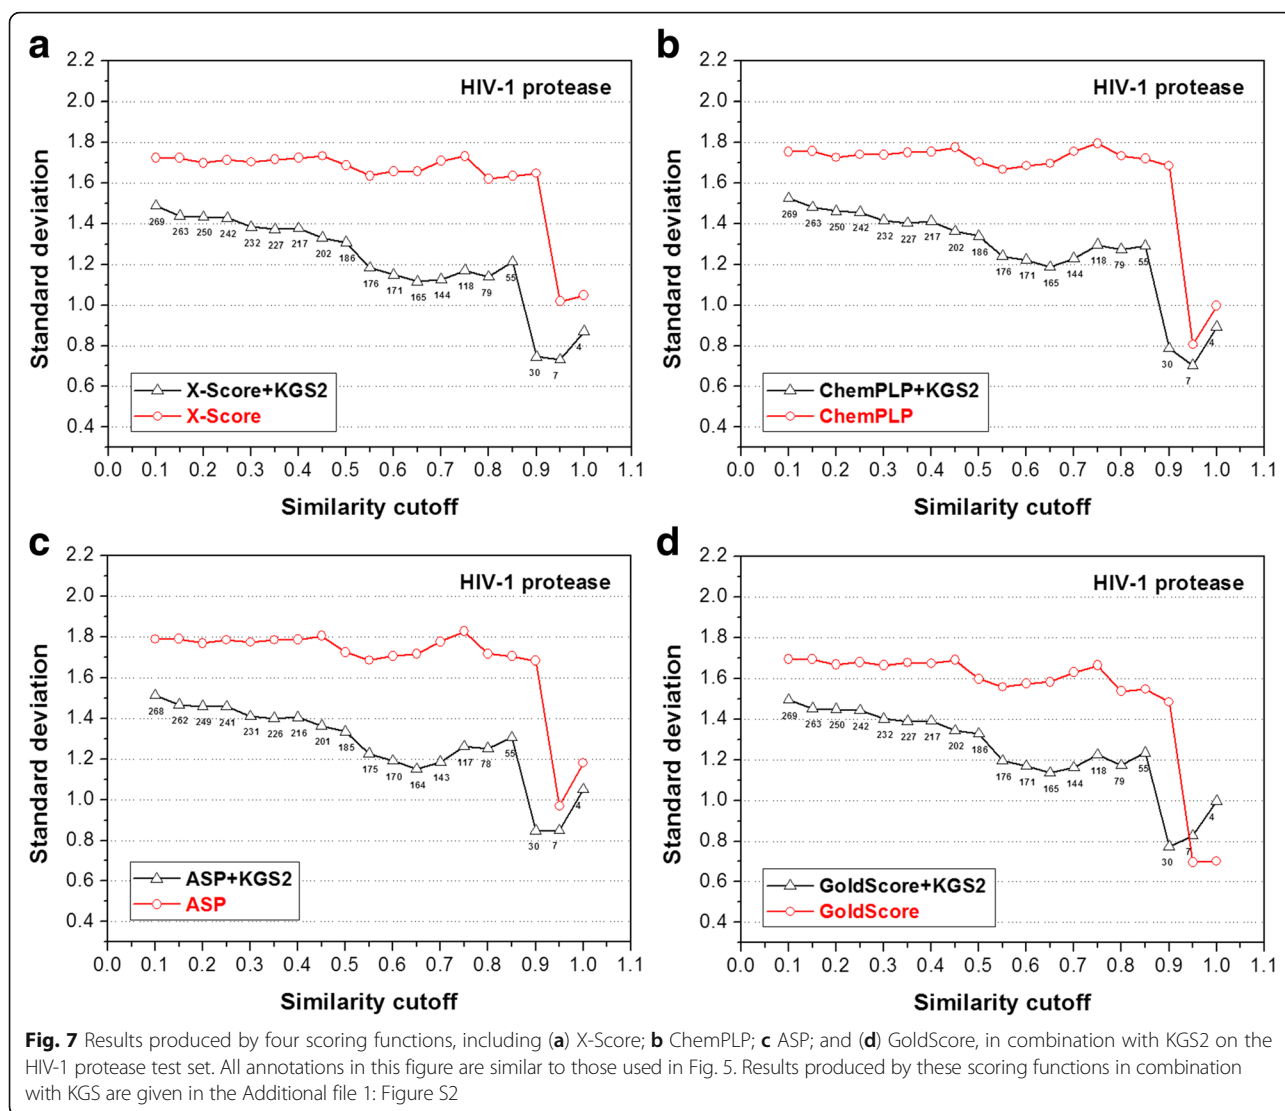 a
HIV-1 protease
2.2
2.0
1.8
1.6
1.4
1.2
1.0
0.8
0.6
0.4
Standard deviation
269 263 250 242 232 227 217 202 186 176 171 165 144 118 79 55 30 7 4
X-Score+KGS2
X-Score
0.0 0.1 0.2 0.3 0.4 0.5 0.6 0.7 0.8 0.9 1.0 1.1
Similarity cutoff
b
HIV-1 protease
2.2
2.0
1.8
1.6
1.4
1.2
1.0
0.8
0.6
0.4
Standard deviation
269 263 250 242 232 227 217 202 186 176 171 165 144 118 79 55 30 7 4
ChemPLP+KGS2
ChemPLP
0.0 0.1 0.2 0.3 0.4 0.5 0.6 0.7 0.8 0.9 1.0 1.1
Similarity cutoff
c
HIV-1 protease
2.2
2.0
1.8
1.6
1.4
1.2
1.0
0.8
0.6
0.4
Standard deviation
268 262 249 241 231 226 216 201 185 175 170 164 143 117 78 55 30 7 4
ASP+KGS2
ASP
0.0 0.1 0.2 0.3 0.4 0.5 0.6 0.7 0.8 0.9 1.0 1.1
Similarity cutoff
d
HIV-1 protease
2.2
2.0
1.8
1.6
1.4
1.2
1.0
0.8
0.6
0.4
Standard deviation
269 263 250 242 232 227 217 202 186 176 171 165 144 118 79 55 30 7 4
GoldScore+KGS2
GoldScore
0.0 0.1 0.2 0.3 0.4 0.5 0.6 0.7 0.8 0.9 1.0 1.1
Similarity cutoff
Fig. 7 Results produced by four scoring functions, including (a) X-Score; b ChemPLP; c ASP; and (d) GoldScore, in combination with KGS2 on the
HIV-1 protease test set. All annotations in this figure are similar to those used in Fig. 5. Results produced by these scoring functions in combination
with KGS are given in the Additional file 1: Figure S2